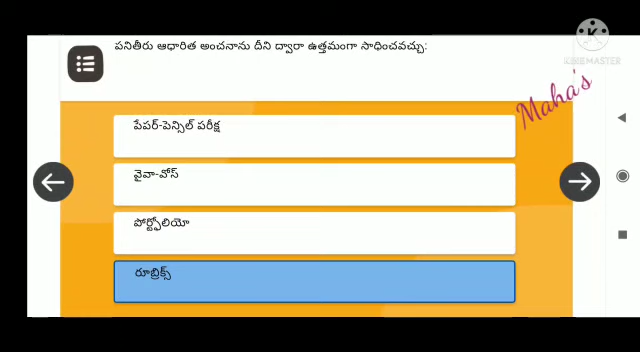 పనితీరు ఆధారిత అంచనాను దీని ద్వారా ఉత్తమంగా సాధించవచ్చు:
KINEMASTER
Maha's
పేపర్-పెన్సిల్ పరీక్ష
వైవా-వోస్
పోర్ట్ఫోలియో
రూబ్రిక్స్